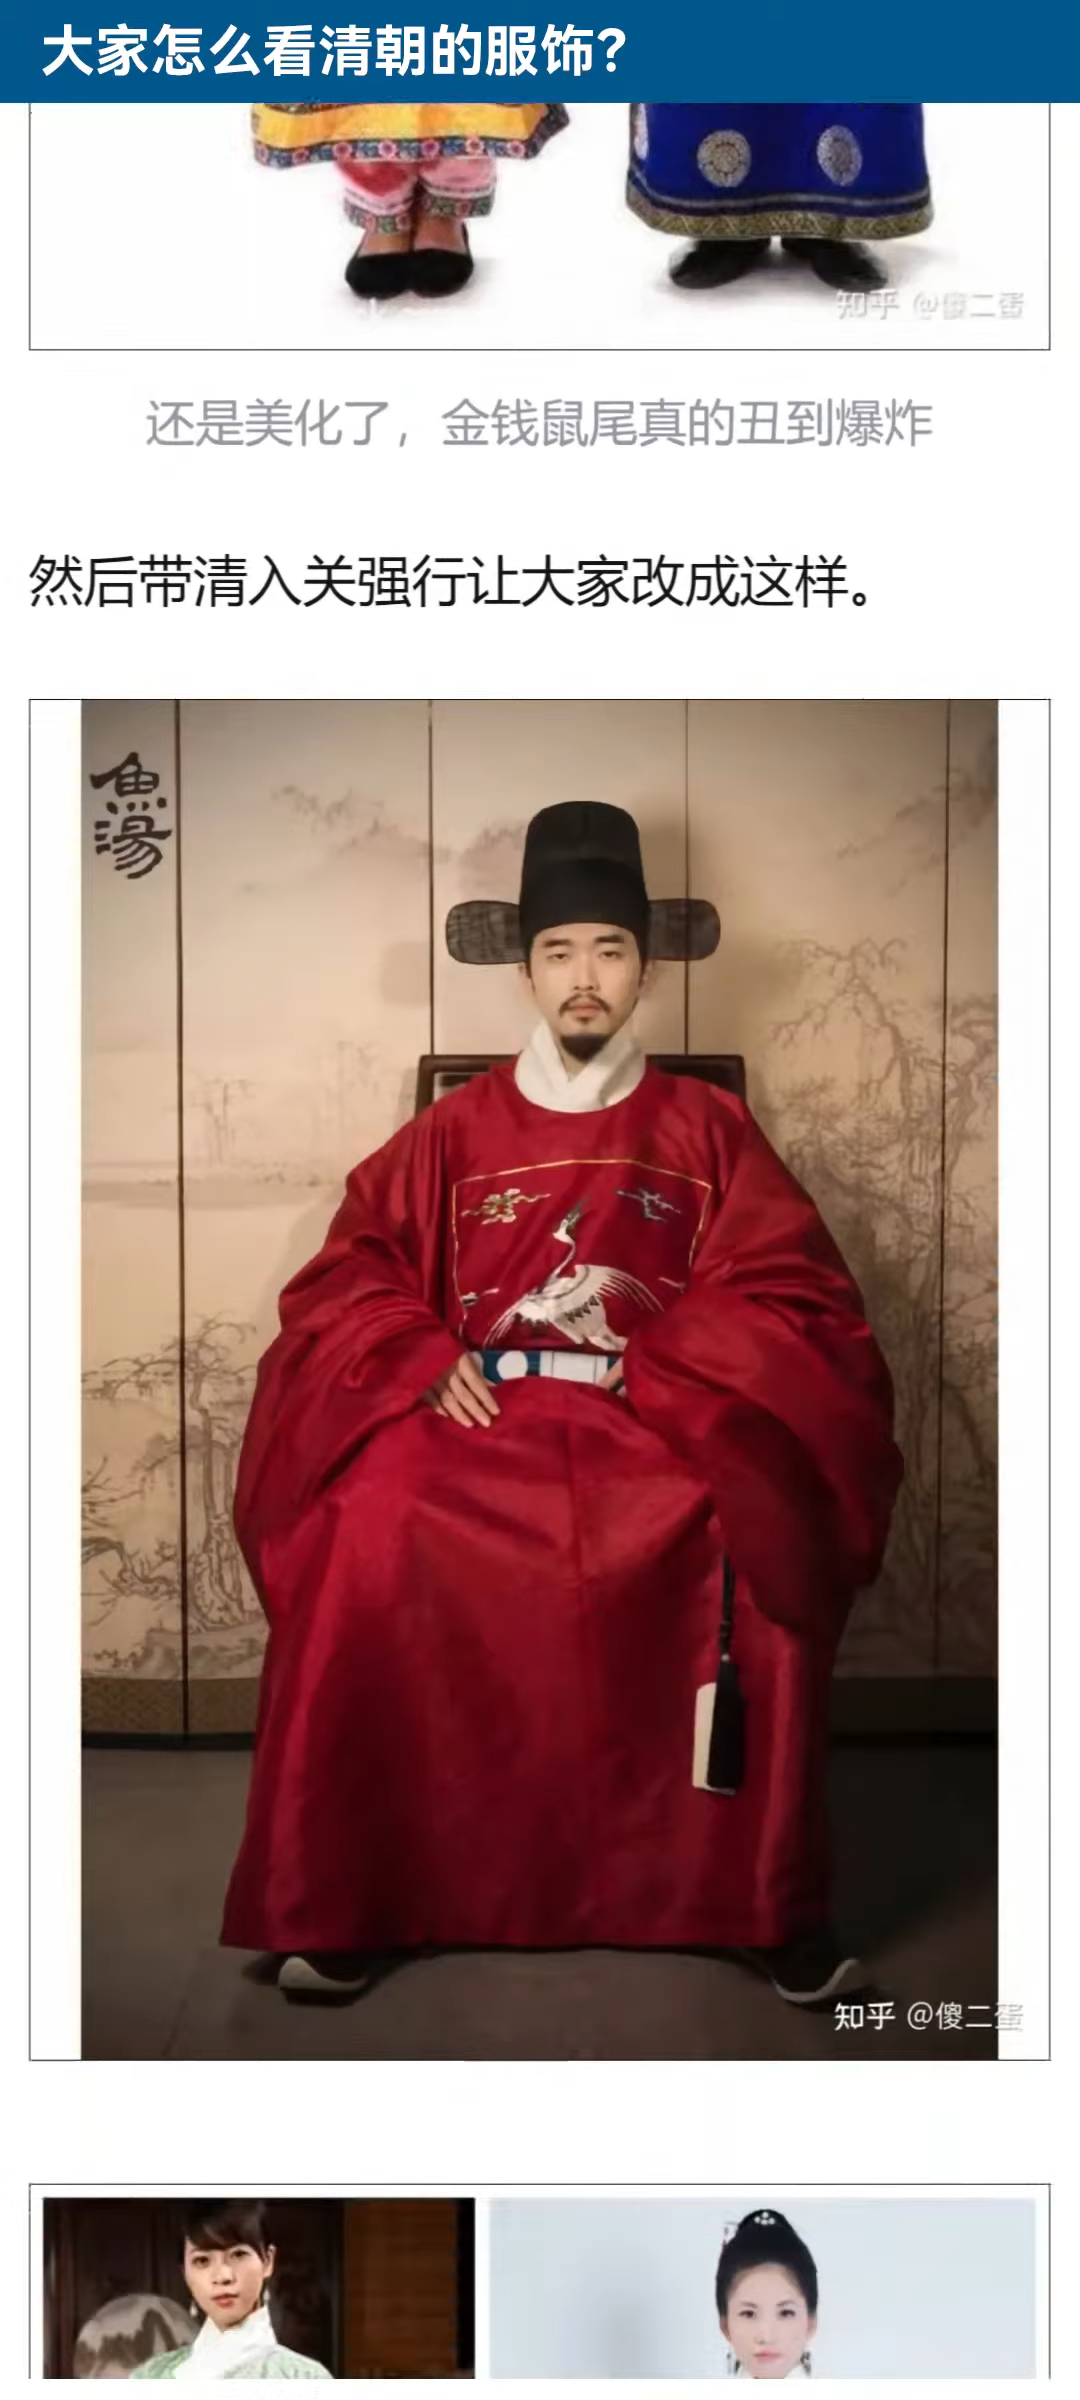 大家怎么看清朝的服饰?
知乎 @傻二蛋
还是美化了，金钱鼠尾真的丑到爆炸
然后带清入关强行让大家改成这样。
魚湯
知乎 @傻二蛋